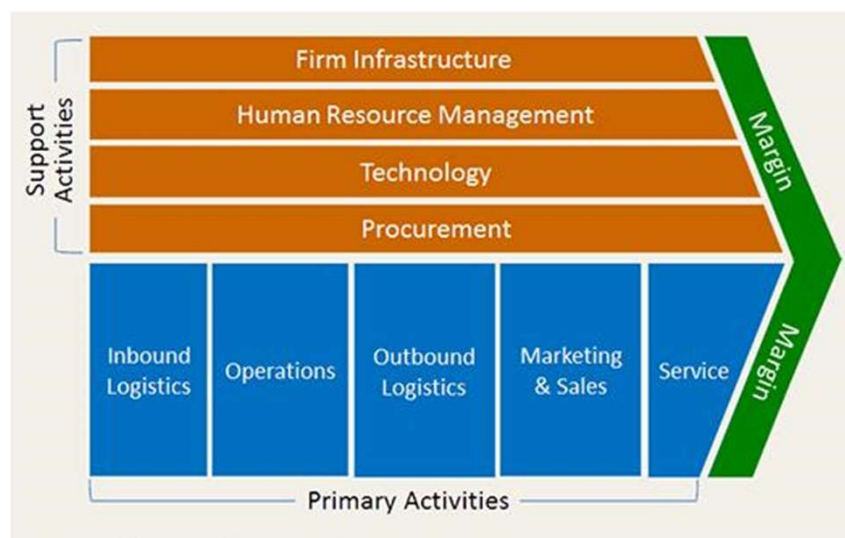 Support
Activities
Firm Infrastructure
Human Resource Management
Technology
Procurement
Margin
Inbound
Logistics
Operations
Outbound
Logistics
Marketing
& Sales
Service
Margin
Primary Activities